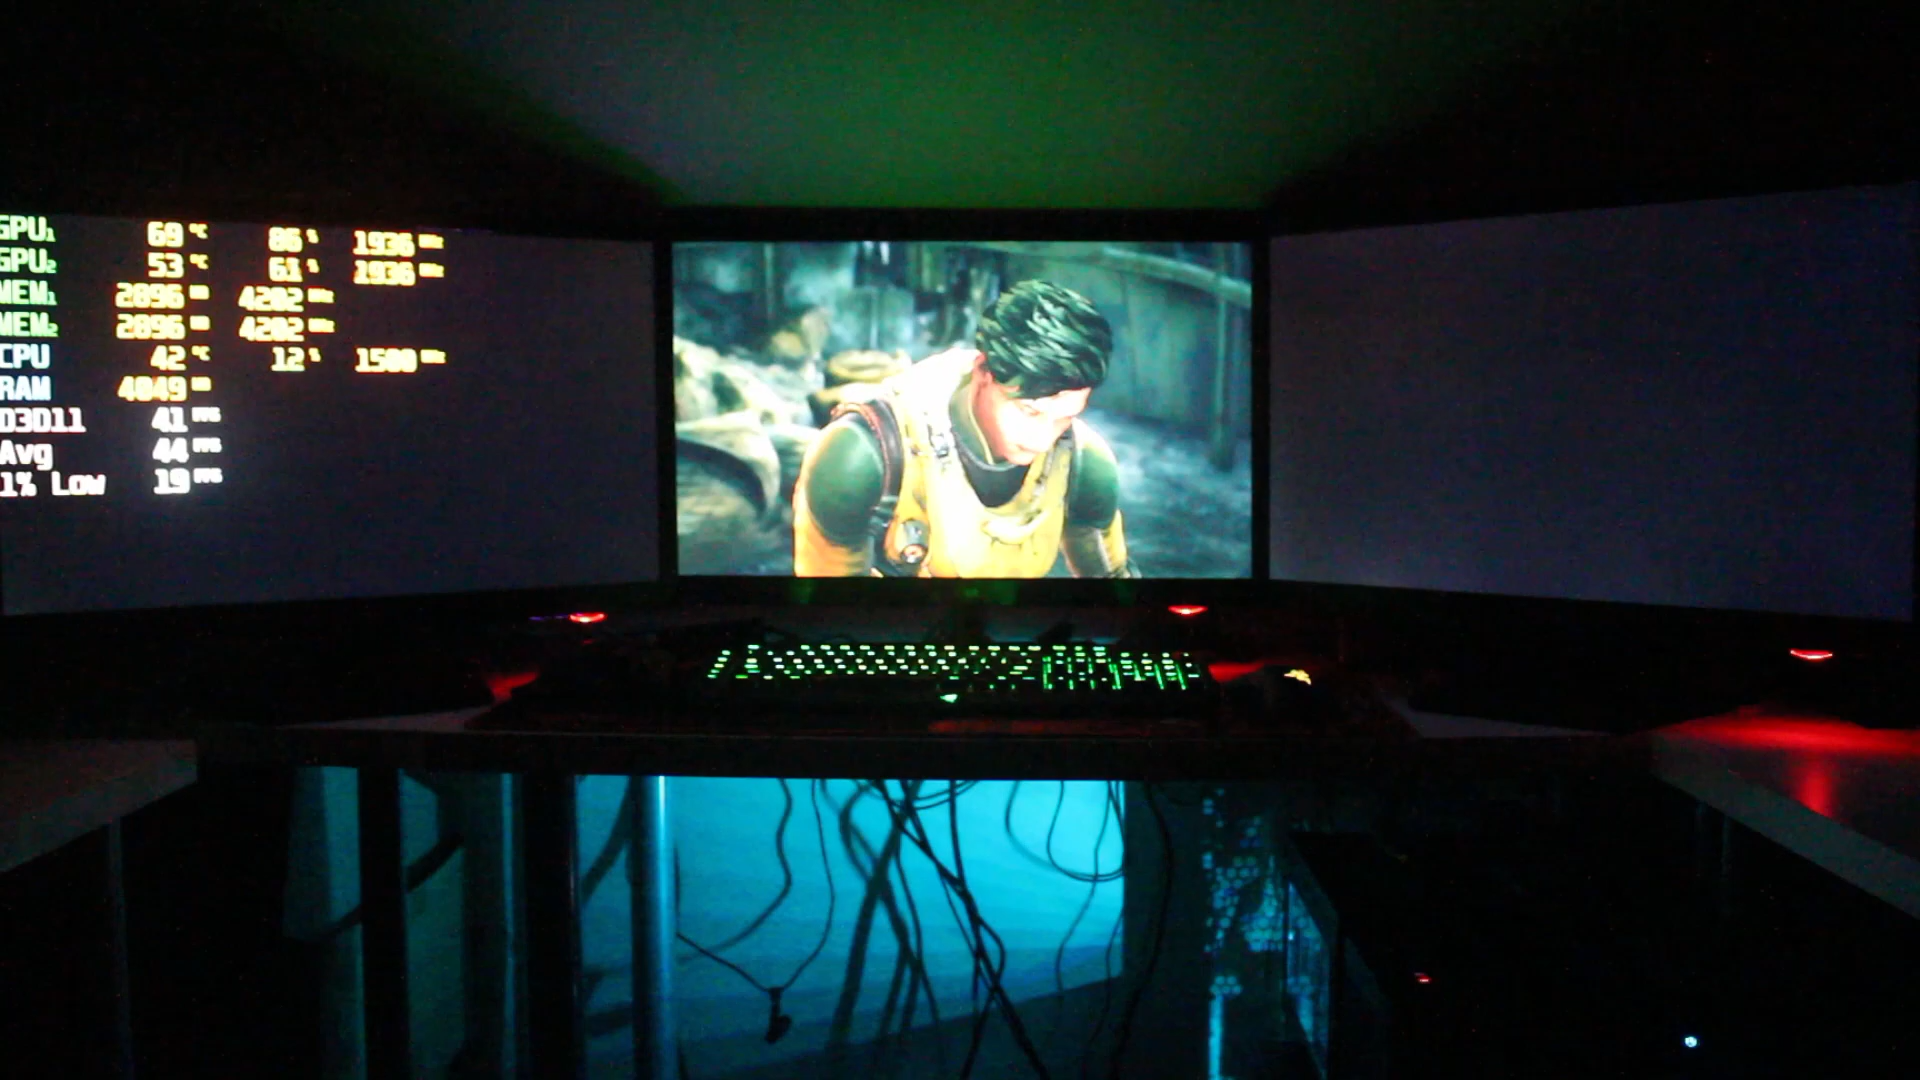 GPU1 69 °C 86 % 1936 MHz
GPU2 53 °C 61 % 1936 MHz
MEM1 2896 MB 4202 MHz
MEM2 2896 MB 4202 MHz
CPU 42 °C 12 % 1500 MHz
RAM 4049 MB
D3D11 41 FPS
Avg 44 FPS
1% Low 19 FPS